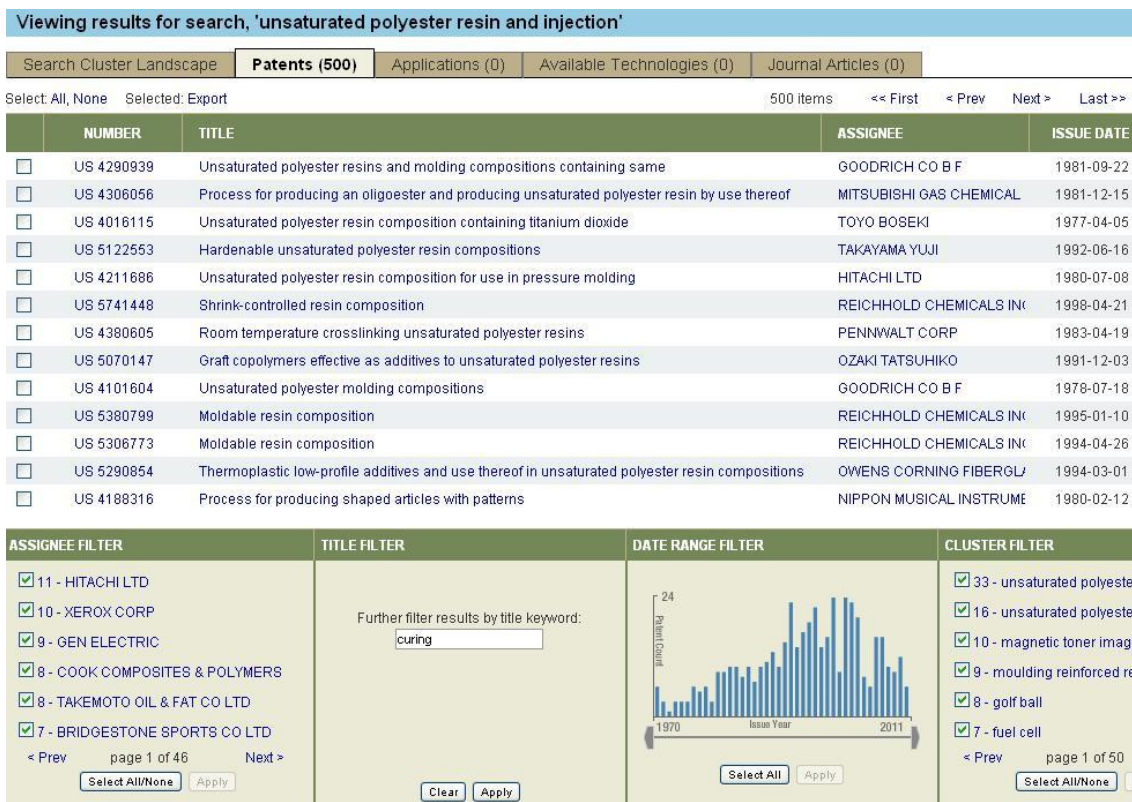 Viewing results for search, 'unsaturated polyester resin and injection'
Search Cluster Landscape Patents (500) Applications (0) Available Technologies (0) Journal Articles (0)
Select: All, None Selected: Export 500 items << First < Prev Next > Last >>
NUMBER TITLE ASSIGNEE ISSUE DATE
US 4290939 Unsaturated polyester resins and molding compositions containing same GOODRICH CO B F 1981-09-22
US 4306056 Process for producing an oligoester and producing unsaturated polyester resin by use thereof MITSUBISHI GAS CHEMICAL 1981-12-15
US 4016115 Unsaturated polyester resin composition containing titanium dioxide TOYO BOSEKI 1977-04-05
US 5122553 Hardenable unsaturated polyester resin compositions TAKAYAMA YUJI 1992-06-16
US 4211686 Unsaturated polyester resin composition for use in pressure molding HITACHI LTD 1980-07-08
US 5741448 Shrink-controlled resin composition REICHHOLD CHEMICALS IN 1998-04-21
US 4380605 Room temperature crosslinking unsaturated polyester resins PENNWALT CORP 1983-04-19
US 5070147 Graft copolymers effective as additives to unsaturated polyester resins OZAKI TATSUHIKO 1991-12-03
US 4101604 Unsaturated polyester molding compositions GOODRICH CO B F 1978-07-18
US 5380799 Moldable resin composition REICHHOLD CHEMICALS IN 1995-01-10
US 5306773 Moldable resin composition REICHHOLD CHEMICALS IN 1994-04-26
US 5290854 Thermoplastic low-profile additives and use thereof in unsaturated polyester resin compositions OWENS CORNING FIBERGL 1994-03-01
US 4188316 Process for producing shaped articles with patterns NIPPON MUSICAL INSTRUME 1980-02-12
ASSIGNEE FILTER TITLE FILTER DATE RANGE FILTER CLUSTER FILTER
11 - HITACHI LTD 33 - unsaturated polyeste
10 - XEROX CORP 24 16 - unsaturated polyeste
Further filter results by title keyword:
9 - GEN ELECTRIC curing Patent Count 10 - magnetic toner imag
8 - COOK COMPOSITES & POLYMERS 9 - moulding reinforced re
8 - TAKEMOTO OIL & FAT CO LTD 8 - golf ball
7 - BRIDGESTONE SPORTS CO LTD 1970 Issue Year 2011 7 - fuel cell
< Prev page 1 of 46 Next > < Prev page 1 of 50
Select All/None Apply Clear Apply Select All Apply Select All/None